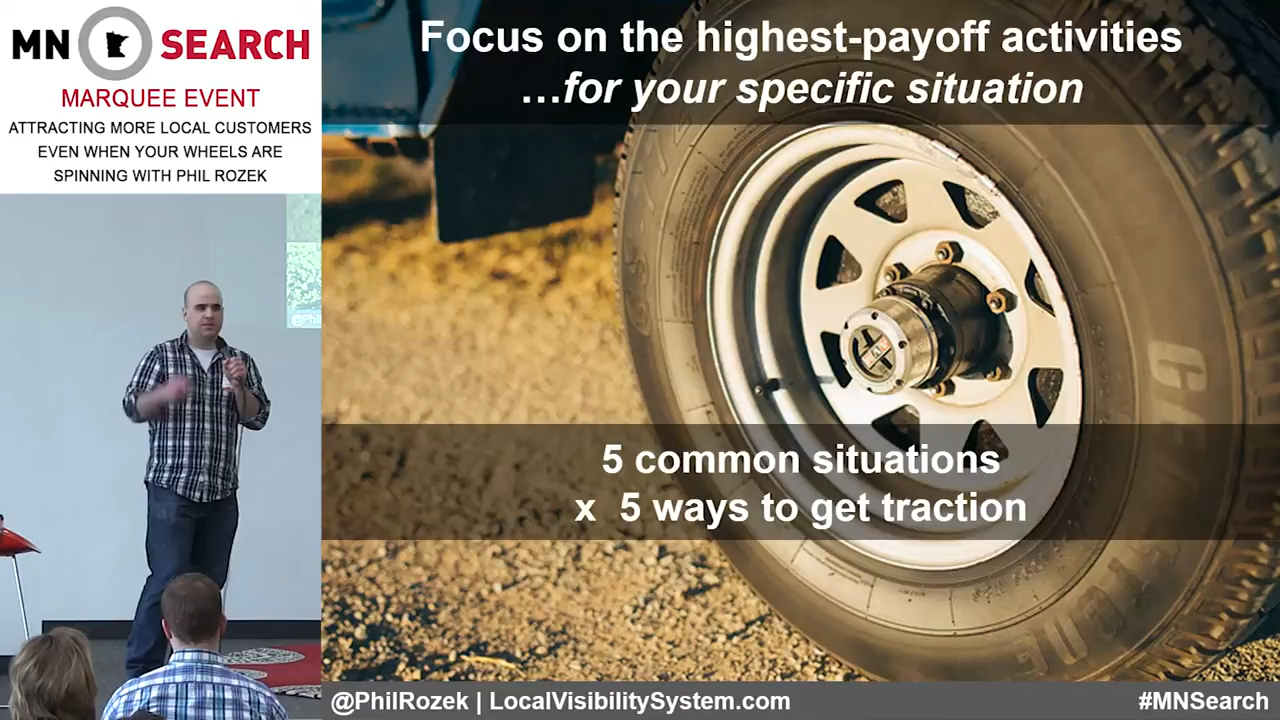 MN SEARCH
MARQUEE EVENT
ATTRACTING MORE LOCAL CUSTOMERS
EVEN WHEN YOUR WHEELS ARE
SPINNING WITH PHIL ROZEK
Focus on the highest-payoff activities
...for your specific situation
5 common situations
x 5 ways to get traction
@PhilRozek | LocalVisibilitySystem.com
#MNSearch